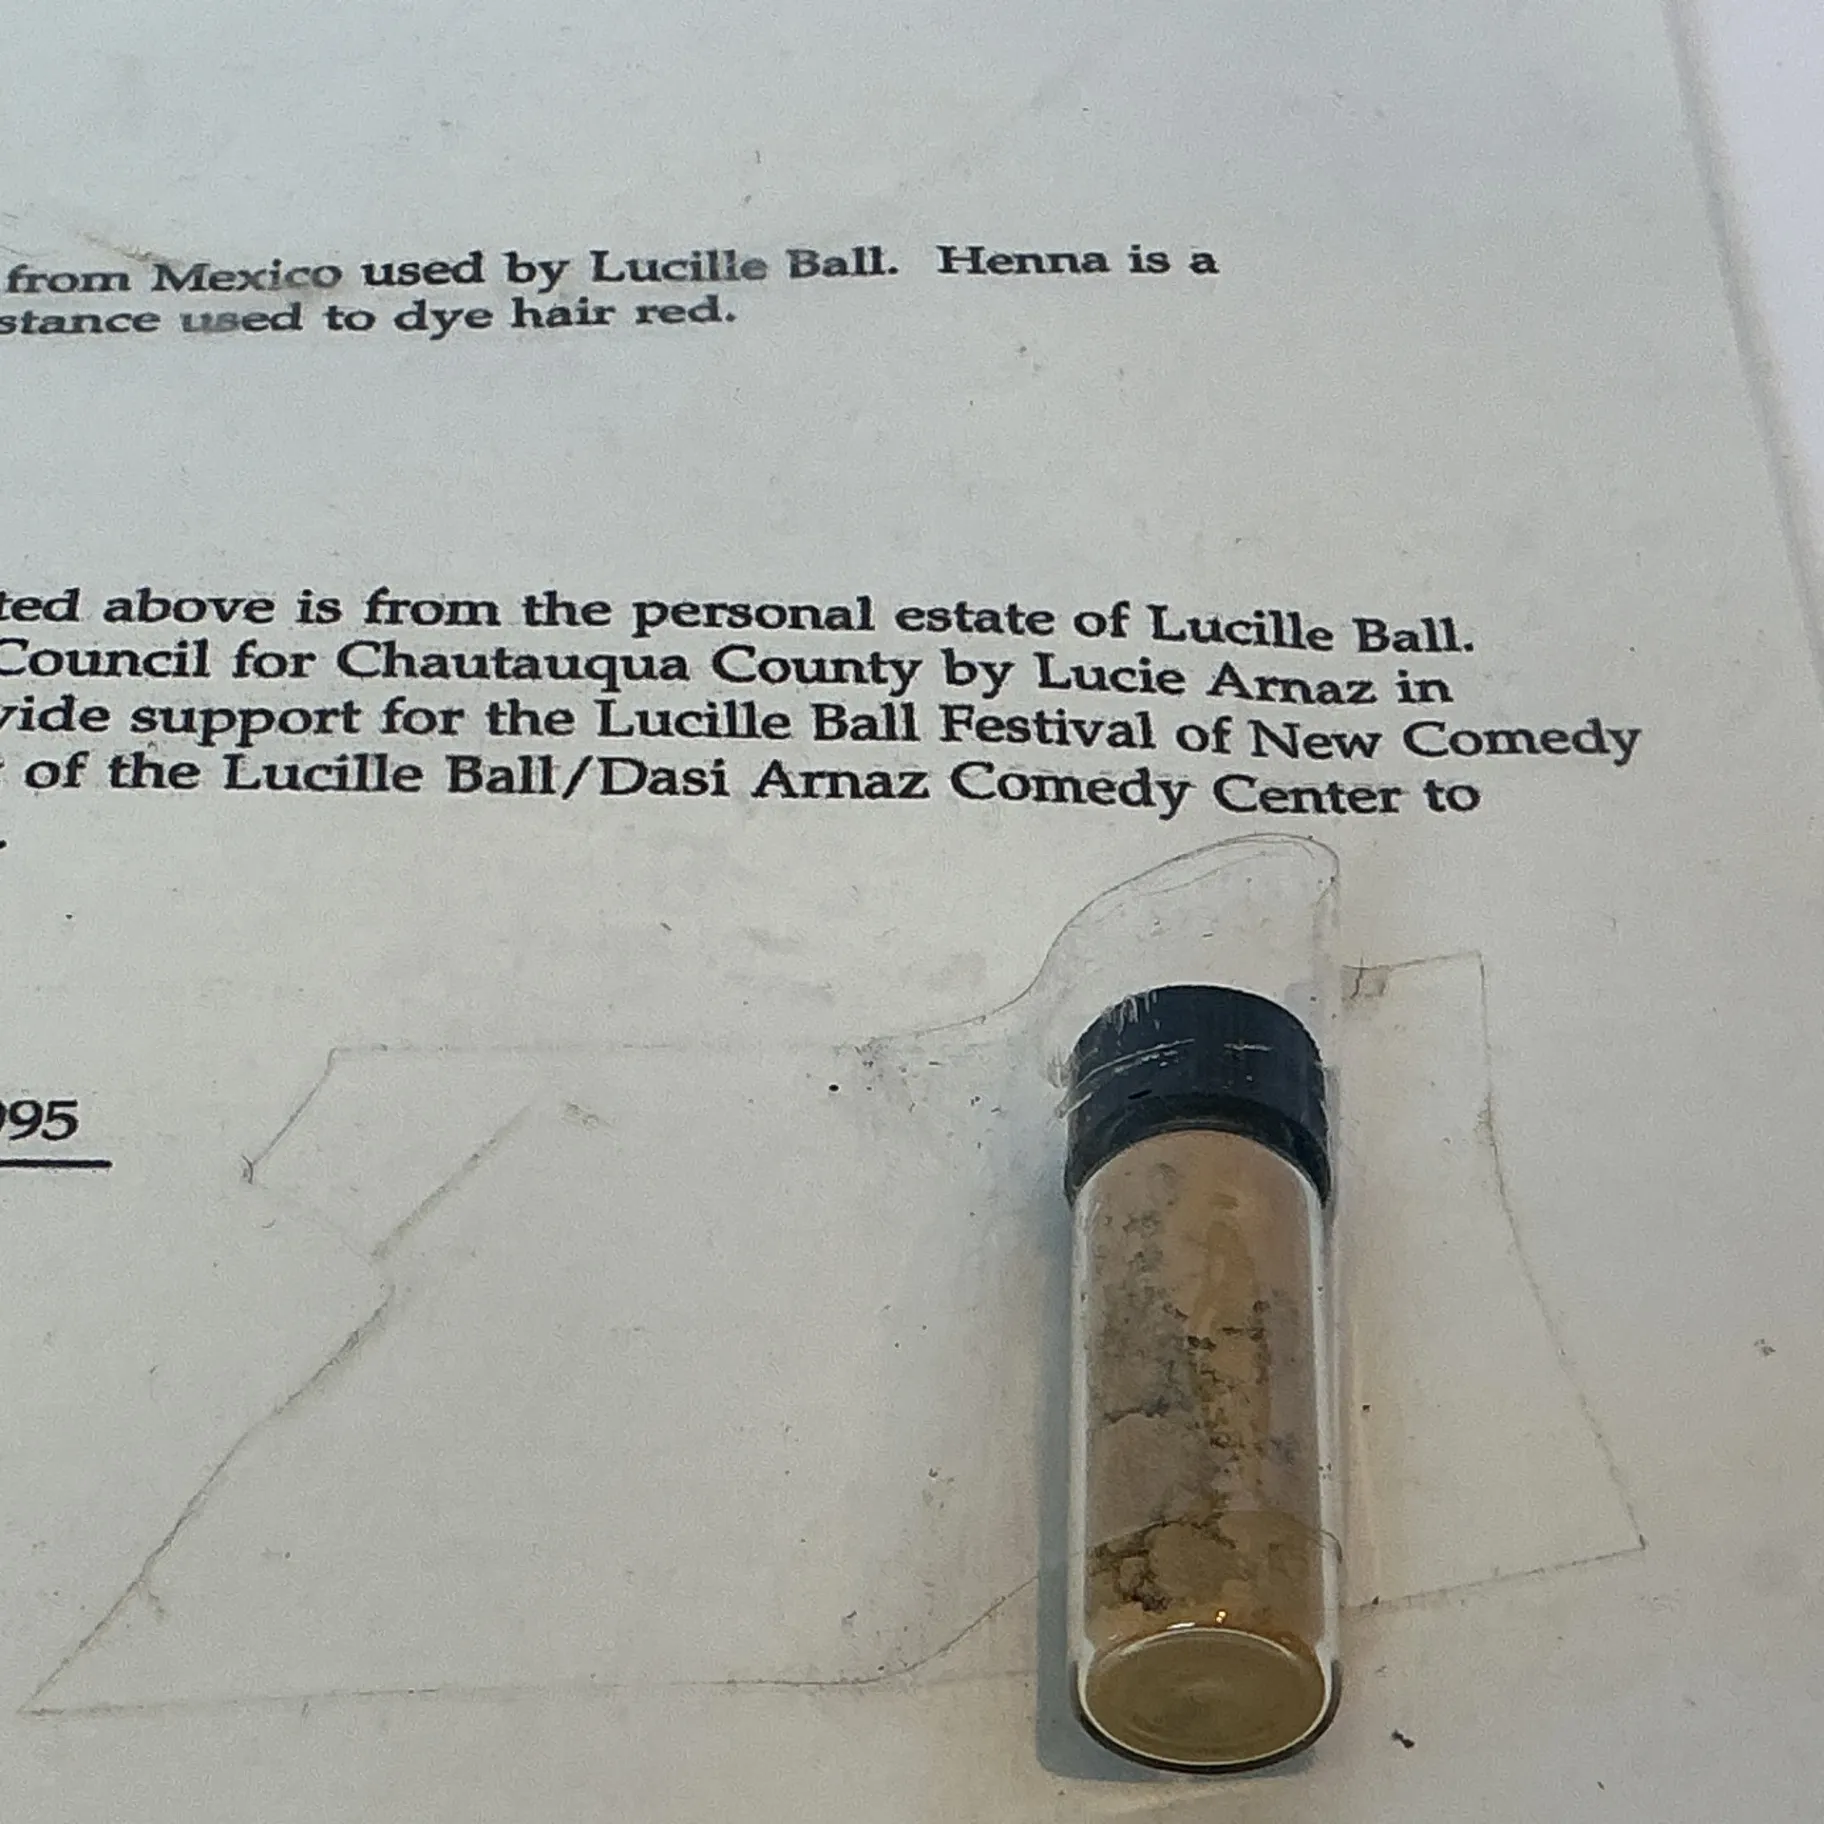 from Mexico used by Lucille Ball. Henna is a
stance used to dye hair red.
ted above is from the personal estate of Lucille Ball.
Council for Chautauqua County by Lucie Arnaz in
vide support for the Lucille Ball Festival of New Comedy
of the Lucille Ball/Dasi Arnaz Comedy Center to
995